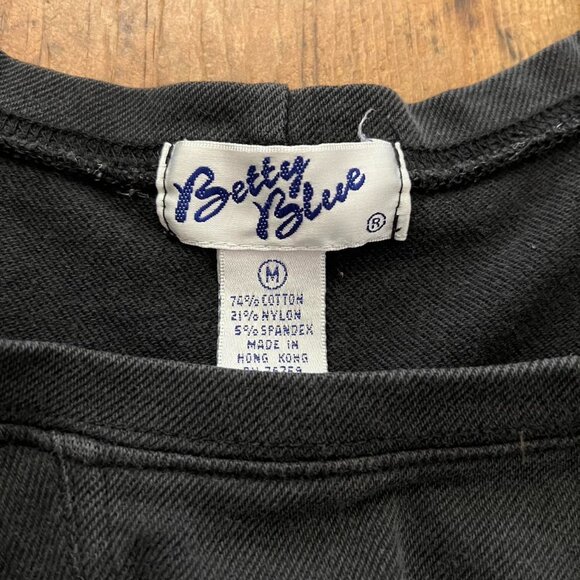 Betty
Blue
®
M
74% COTTON
21% NYLON
5% SPANDEX
MADE IN
HONG KONG